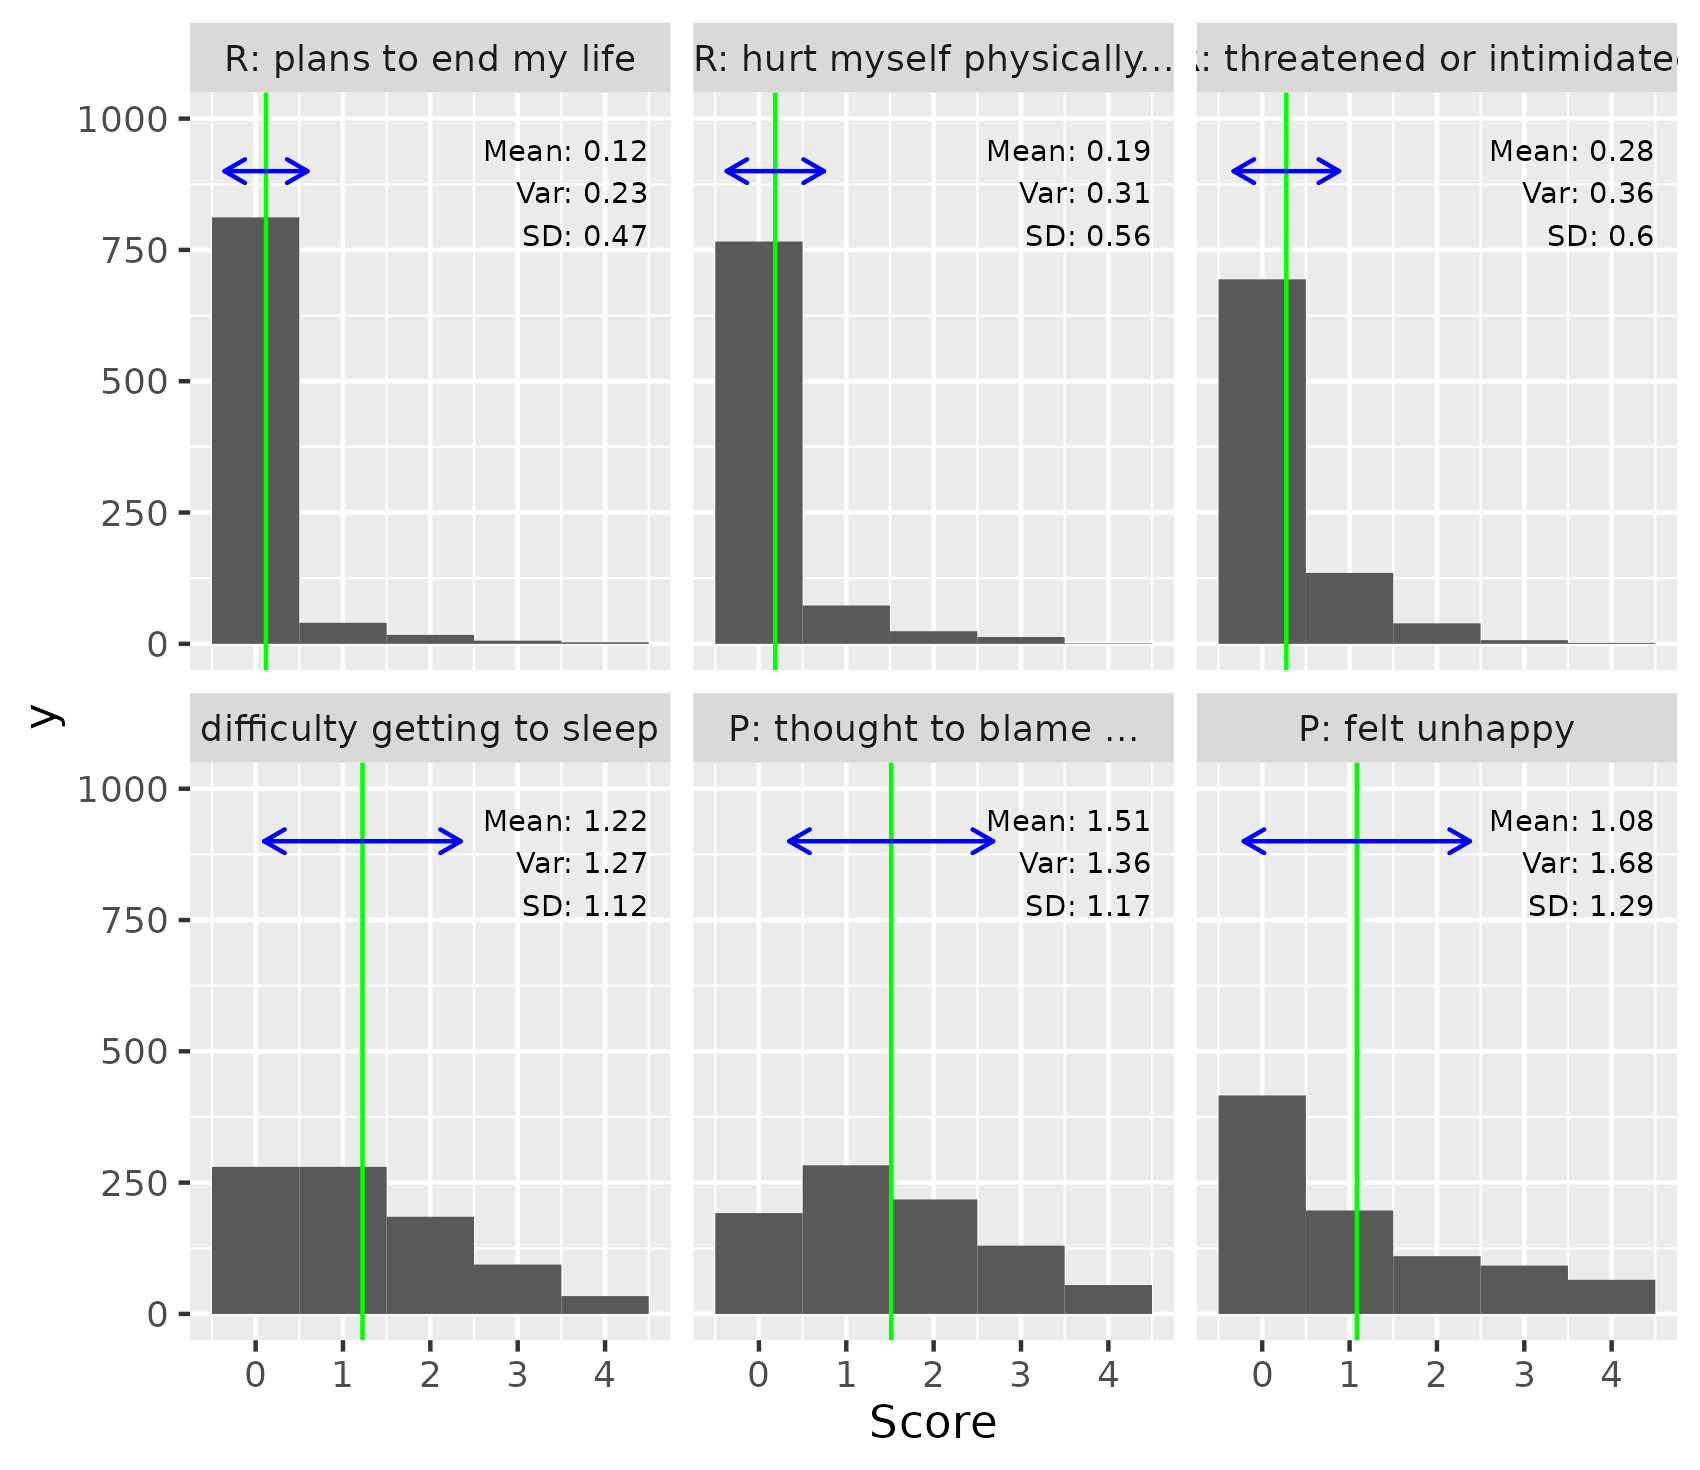 R: plans to end my life
R: hurt myself physically...
: threatened or intimidate
1000
750
500
250
0
Mean: 0.12
Var: 0.23
SD: 0.47
Mean: 0.19
Var: 0.31
SD: 0.56
Mean: 0.28
Var: 0.36
SD: 0.6
y
difficulty getting to sleep
P: thought to blame ...
P: felt unhappy
1000
750
500
250
0
Mean: 1.22
Var: 1.27
SD: 1.12
Mean: 1.51
Var: 1.36
SD: 1.17
Mean: 1.08
Var: 1.68
SD: 1.29
0 1 2 3 4
0 1 2 3 4
0 1 2 3 4
Score